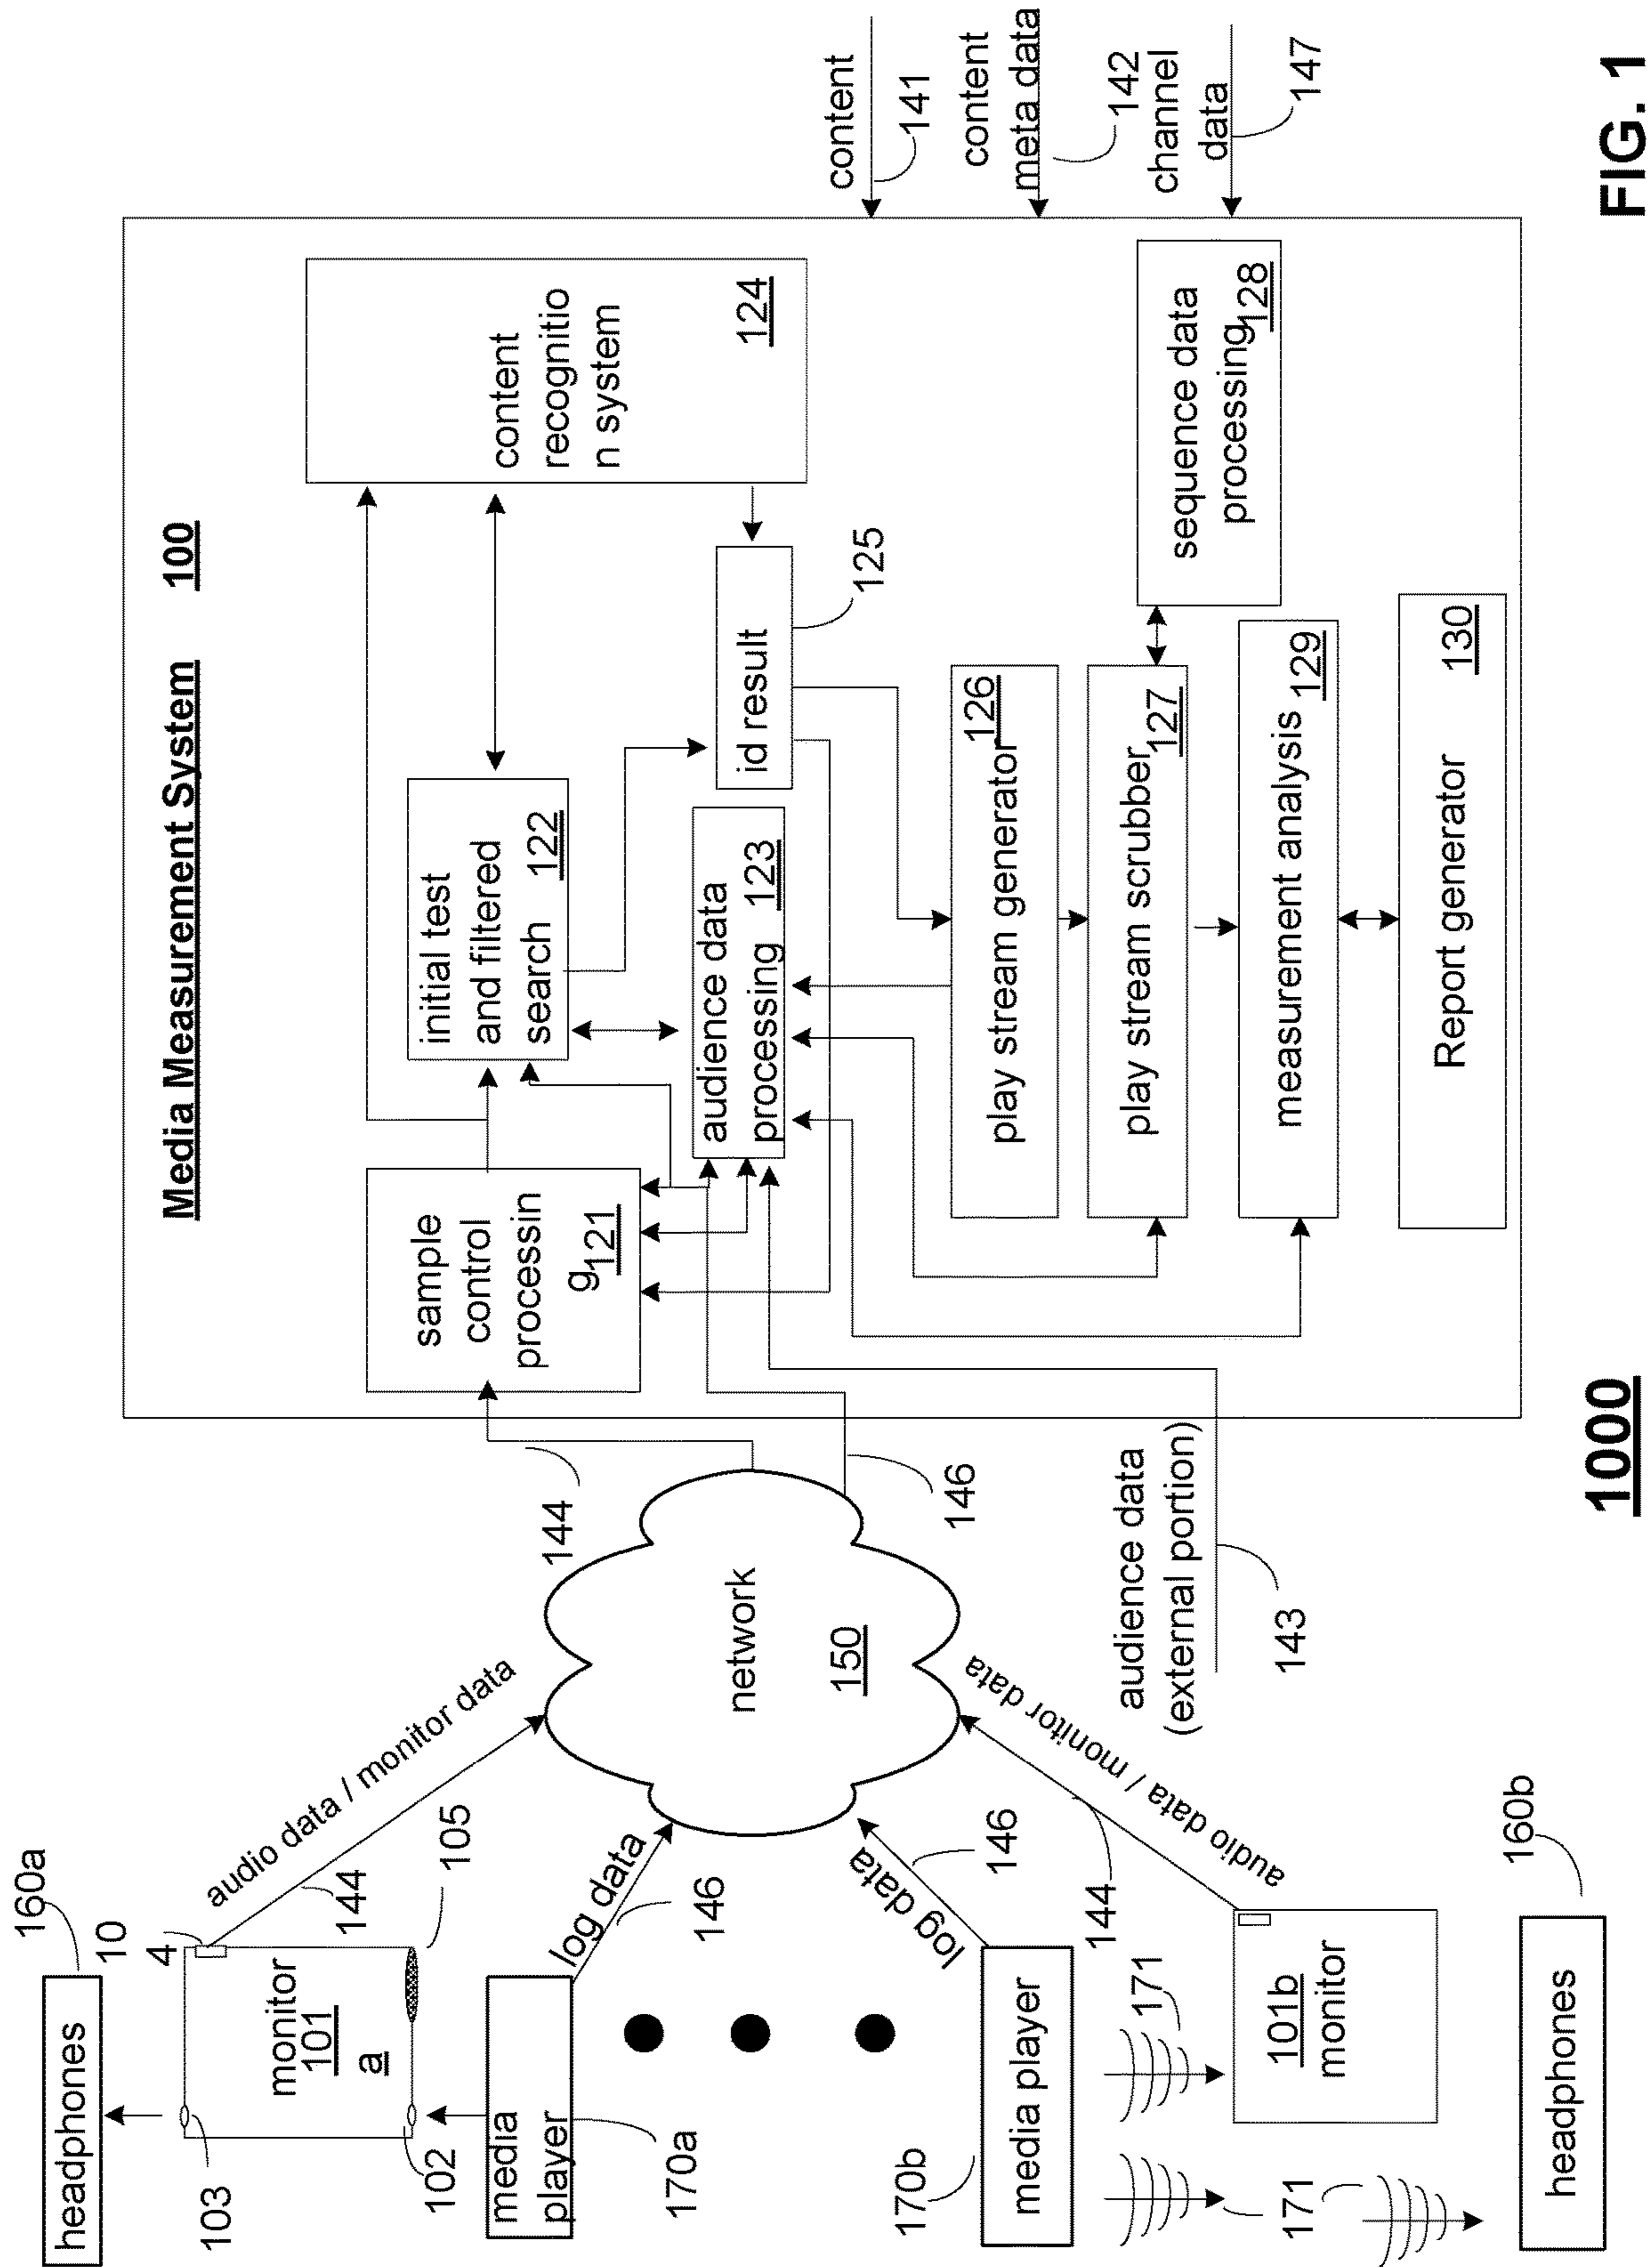 Media Measurement System 100
headphones
160a
103
10
4
monitor
101
a
102
105
audio data / monitor data
144
media
player
170a
log data
146
network
150
144
146
log data
146
media player
170b
171
171
144
audio data / monitor data
101b
monitor
headphones
160b
audience data
(external portion)
143
sample
control
processin
g121
initial test
and filtered
search 122
audience data
processing 123
content
recognitio
n system
124
id result
125
play stream generator
126
play stream scrubber
127
sequence data
processing
128
measurement analysis
129
Report generator
130
content
141
content
meta data
142
channel
data
147
1000
FIG. 1